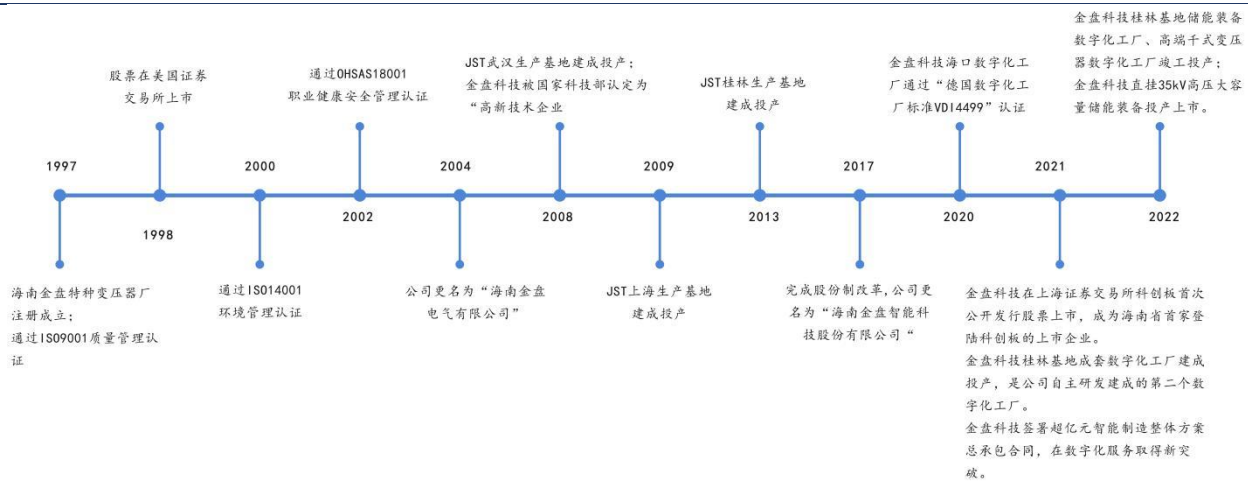 1997
海南金盘特种变压器厂
注册成立;
通过ISO9001质量管理认
证
股票在美国证券
交易所上市
1998
2000
通过ISO14001
环境管理认证
通过OHSAS18001
职业健康安全管理认证
2002
2004
公司更名为“海南金盘
电气有限公司”
JST武汉生产基地建成投产;
金盘科技被国家科技部认定为
“高新技术企业
2008
2009
JST上海生产基地
建成投产
JST桂林生产基地
建成投产
2013
2017
完成股份制改革,公司更
名为“海南金盘智能科
技股份有限公司“
金盘科技海口数字化工
厂通过“德国数字化工
厂标准VDI4499”认证
2020
2021
金盘科技在上海证券交易所科创板首次
公开发行股票上市, 成为海南省首家登
陆科创板的上市企业。
金盘科技桂林基地成套数字化工厂建成
投产, 是公司自主研发建成的第二个数
字化工厂。
金盘科技签署超亿元智能制造整体方案
总承包合同, 在数字化服务取得新突
破。
金盘科技桂林基地储能装备
数字化工厂、高端干式变压
器数字化工厂竣工投产;
金盘科技直挂35kV高压大容
量储能装备投产上市。
2022